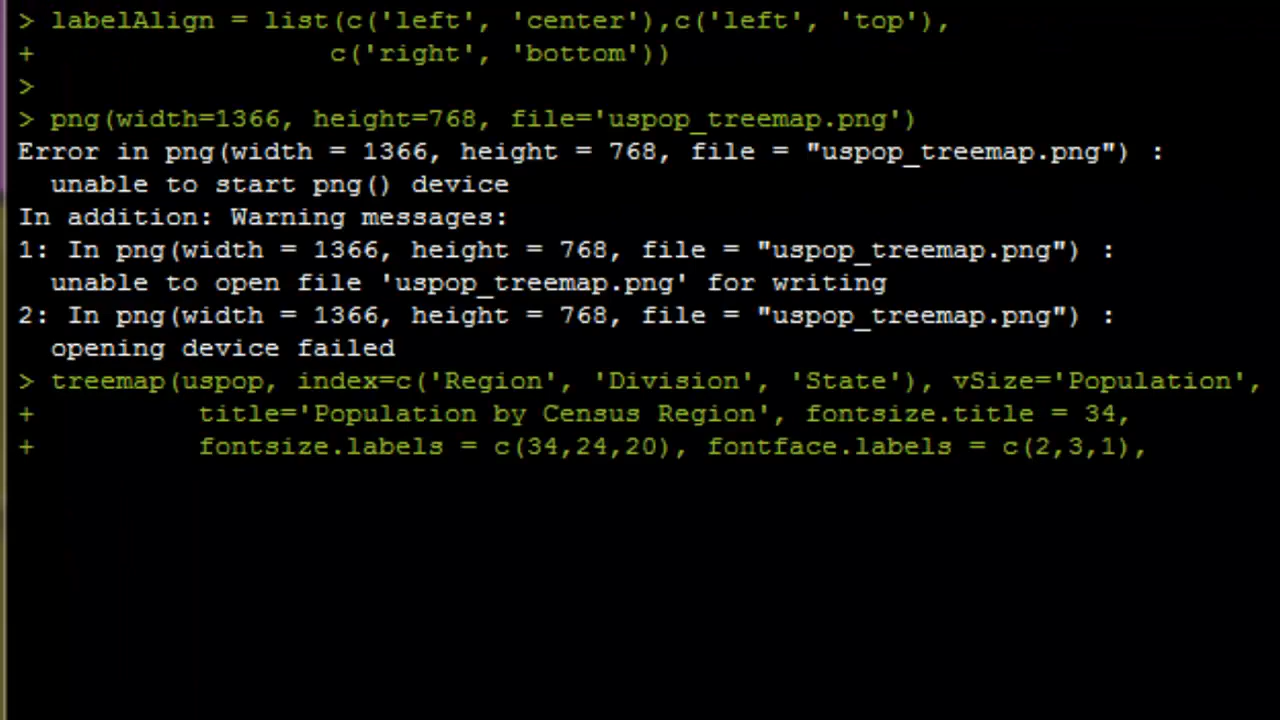 > labelAlign = list(c('left', 'center'),c('left', 'top'),
+                  c('right', 'bottom'))
>
> png(width=1366, height=768, file='uspop_treemap.png')
Error in png(width = 1366, height = 768, file = "uspop_treemap.png") :
  unable to start png() device
In addition: Warning messages:
1: In png(width = 1366, height = 768, file = "uspop_treemap.png") :
  unable to open file 'uspop_treemap.png' for writing
2: In png(width = 1366, height = 768, file = "uspop_treemap.png") :
  opening device failed
> treemap(uspop, index=c('Region', 'Division', 'State'), vSize='Population',
+          title='Population by Census Region', fontsize.title = 34,
+          fontsize.labels = c(34,24,20), fontface.labels = c(2,3,1),